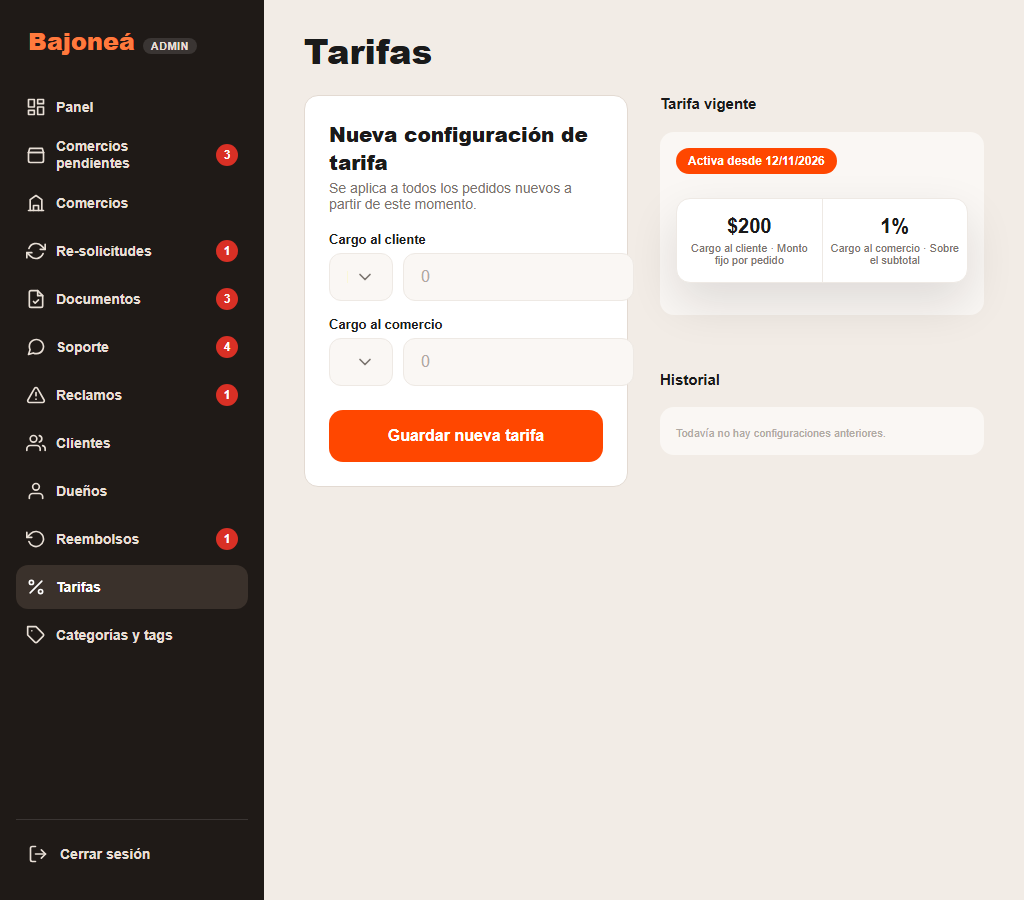 Bajoneá ADMIN
Panel
Comercios
pendientes 3
Comercios
Re-solicitudes 1
Documentos 3
Soporte 4
Reclamos 1
Clientes
Dueños
Reembolsos 1
Tarifas
Categorías y tags
Cerrar sesión
Tarifas
Nueva configuración de
tarifa
Se aplica a todos los pedidos nuevos a
partir de este momento.
Cargo al cliente
0
Cargo al comercio
0
Guardar nueva tarifa
Tarifa vigente
Activa desde 12/11/2026
$200
Cargo al cliente · Monto
fijo por pedido
1%
Cargo al comercio · Sobre
el subtotal
Historial
Todavía no hay configuraciones anteriores.